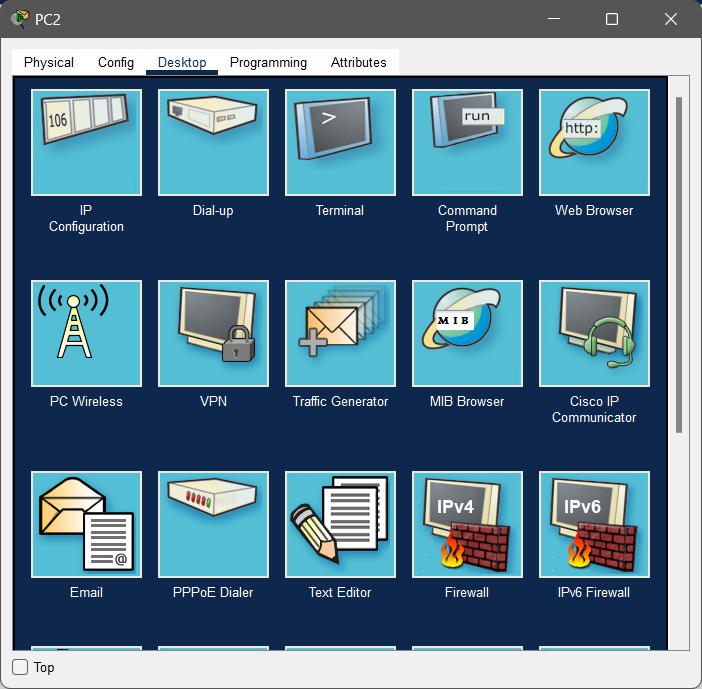 PC2
Physical Config Desktop Programming Attributes
106
>
run
http:
IP
Configuration
Dial-up
Terminal
Command
Prompt
Web Browser
MIB
PC Wireless
VPN
Traffic Generator
MIB Browser
Cisco IP
Communicator
@
IPv4
IPv6
Email
PPPoE Dialer
Text Editor
Firewall
IPv6 Firewall
Top